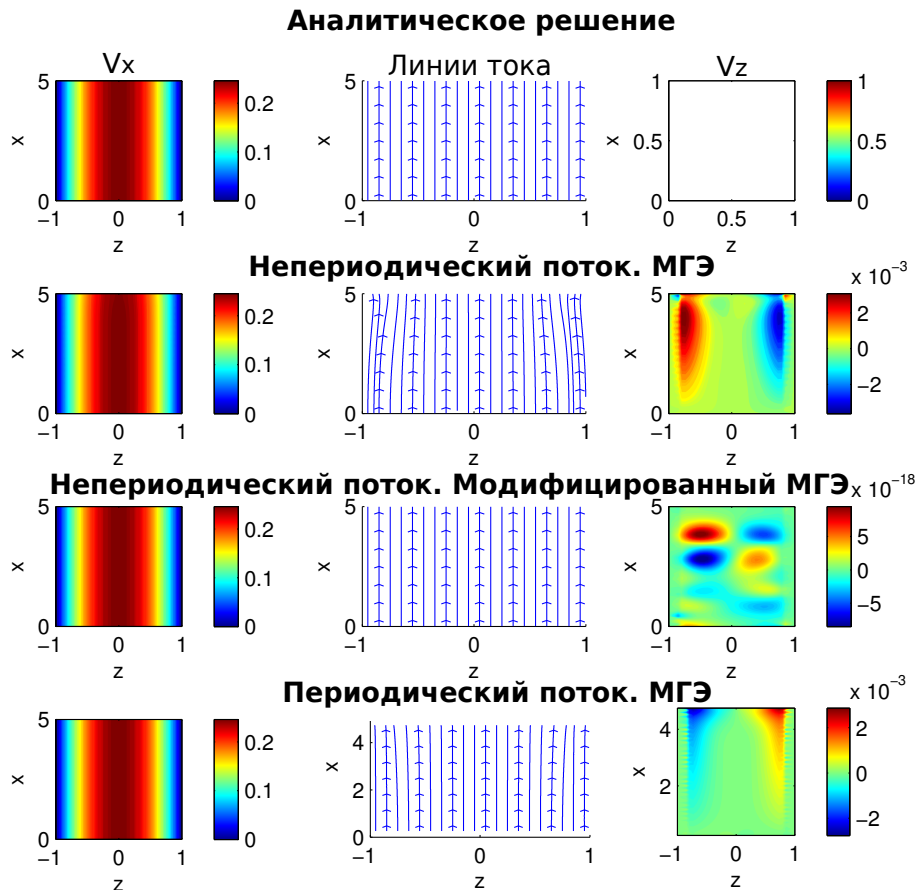 Аналитическое решение
Vx
Линии тока
Vz
5
0
x
−1 0 1
z
0.2
0.1
0
5
0
x
−1 0 1
z
1
0.5
0
x
0 0.5 1
z
1
0.5
0
Непериодический поток. МГЭ
5
0
x
−1 0 1
z
0.2
0.1
0
5
0
x
−1 0 1
z
5
0
x
−1 0 1
z
x 10⁻³
2
0
−2
Непериодический поток. Модифицированный МГЭ
5
0
x
−1 0 1
z
0.2
0.1
0
5
0
x
−1 0 1
z
5
0
x
−1 0 1
z
x 10⁻¹⁸
5
0
−5
Периодический поток. МГЭ
5
0
x
−1 0 1
z
0.2
0.1
0
4
2
0
x
−1 0 1
z
4
2
x
−1 0 1
z
x 10⁻³
2
0
−2